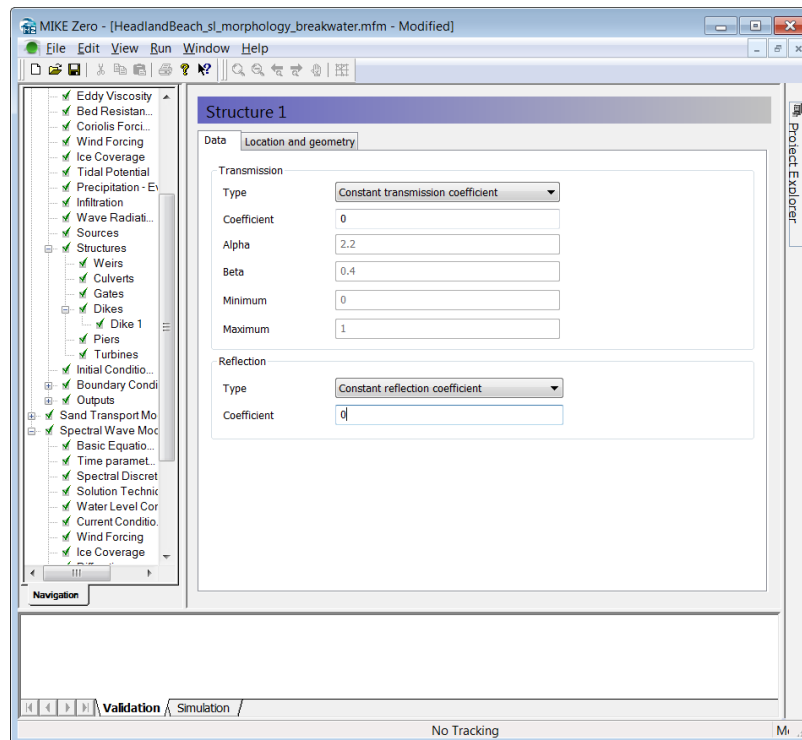 MIKE Zero - [HeadlandBeach_sl_morphology_breakwater.mfm - Modified]
File Edit View Run Window Help
Eddy Viscosity
Bed Resistan...
Coriolis Forci...
Wind Forcing
Ice Coverage
Tidal Potential
Precipitation - Ev
Infiltration
Wave Radiati...
Sources
Structures
Weirs
Culverts
Gates
Dikes
Dike 1
Piers
Turbines
Initial Conditio...
Boundary Condi
Outputs
Sand Transport Mo
Spectral Wave Mod
Basic Equatio...
Time paramet...
Spectral Discret
Solution Techniq
Water Level Con
Current Conditio.
Wind Forcing
Ice Coverage
Navigation
Structure 1
Data Location and geometry
Transmission
Type Constant transmission coefficient
Coefficient 0
Alpha 2.2
Beta 0.4
Minimum 0
Maximum 1
Reflection
Type Constant reflection coefficient
Coefficient 0
Project Explorer
Validation Simulation
No Tracking